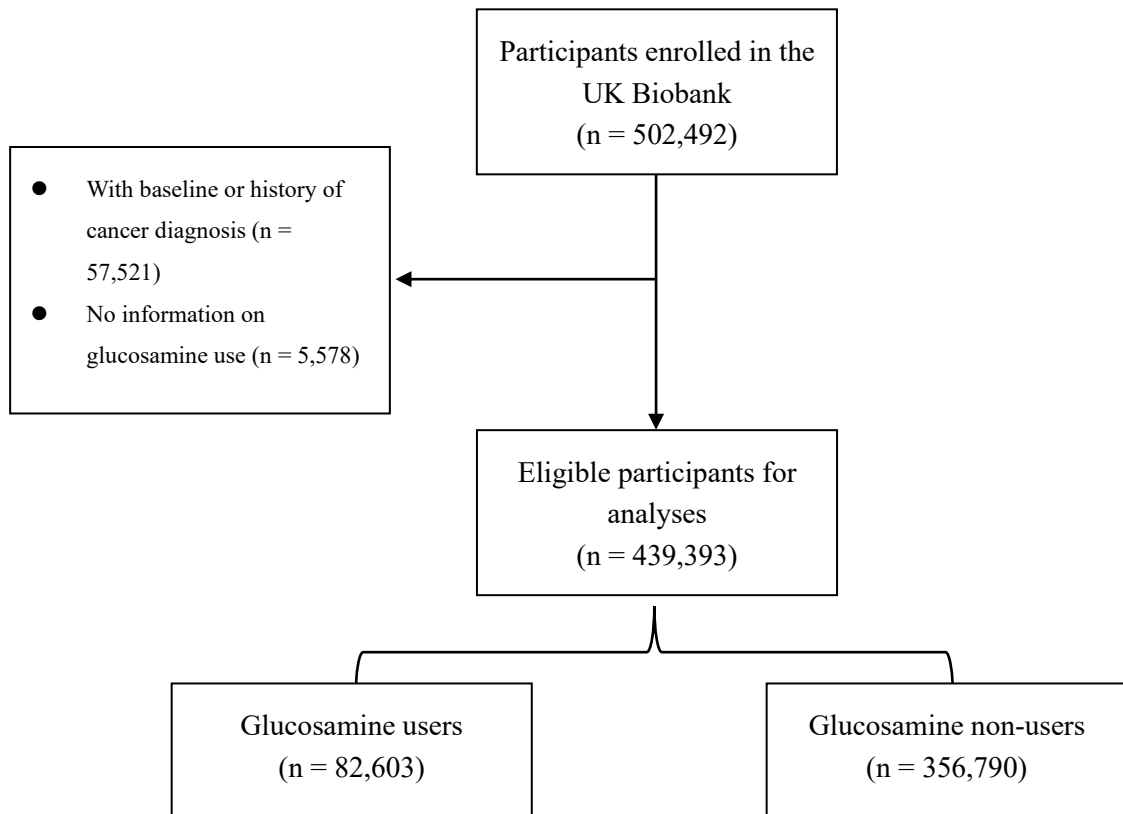 Participants enrolled in the
UK Biobank
(n = 502,492)
● With baseline or history of
cancer diagnosis (n =
57,521)
● No information on
glucosamine use (n = 5,578)
Eligible participants for
analyses
(n = 439,393)
Glucosamine users
(n = 82,603)
Glucosamine non-users
(n = 356,790)